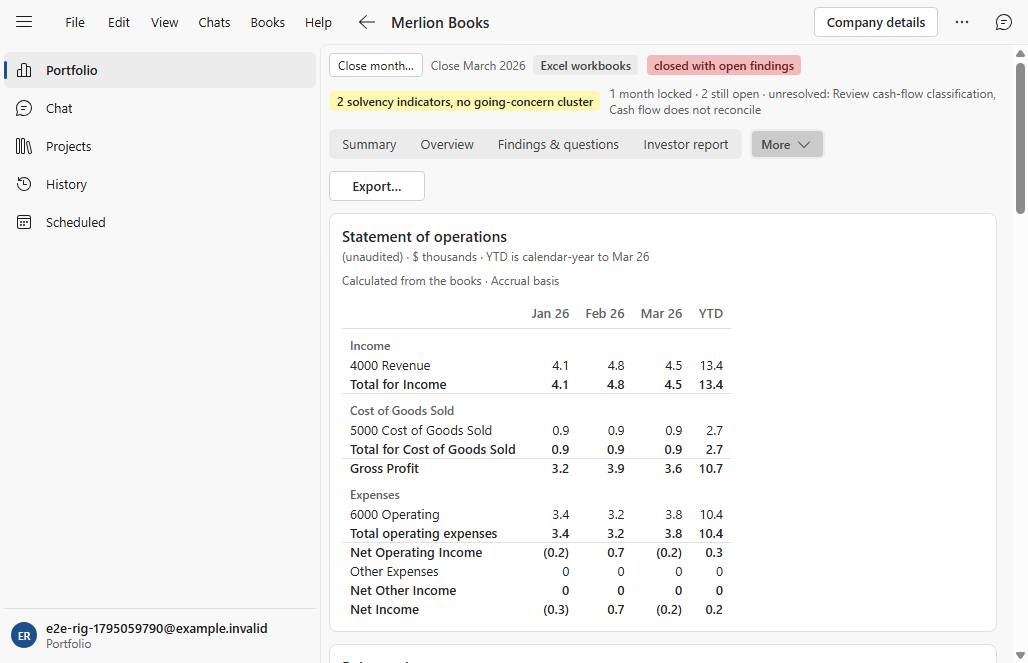 File Edit View Chats Books Help Merlion Books Company details
Portfolio
Chat
Projects
History
Scheduled
ER e2e-rig-1795059790@example.invalid
Portfolio
Close month... Close March 2026 Excel workbooks closed with open findings
2 solvency indicators, no going-concern cluster
1 month locked · 2 still open · unresolved: Review cash-flow classification,
Cash flow does not reconcile
Summary Overview Findings & questions Investor report More
Export...
Statement of operations
(unaudited) · $ thousands · YTD is calendar-year to Mar 26
Calculated from the books · Accrual basis
Jan 26 Feb 26 Mar 26 YTD
Income
4000 Revenue 4.1 4.8 4.5 13.4
Total for Income 4.1 4.8 4.5 13.4
Cost of Goods Sold
5000 Cost of Goods Sold 0.9 0.9 0.9 2.7
Total for Cost of Goods Sold 0.9 0.9 0.9 2.7
Gross Profit 3.2 3.9 3.6 10.7
Expenses
6000 Operating 3.4 3.2 3.8 10.4
Total operating expenses 3.4 3.2 3.8 10.4
Net Operating Income (0.2) 0.7 (0.2) 0.3
Other Expenses 0 0 0 0
Net Other Income 0 0 0 0
Net Income (0.3) 0.7 (0.2) 0.2